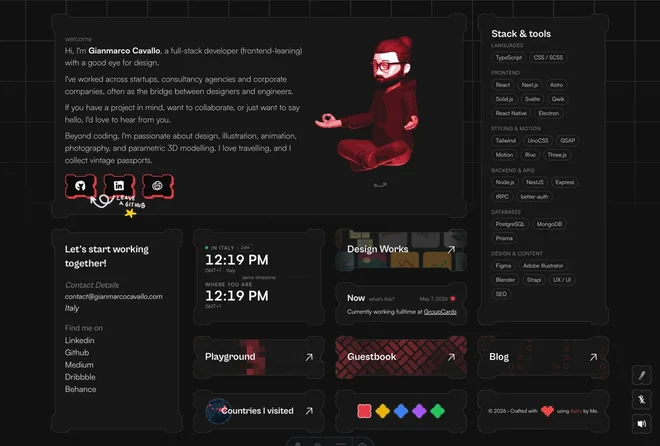 welcome
Hi, I'm Gianmarco Cavallo, a full-stack developer (frontend-leaning)
with a good eye for design.
I've worked across startups, consultancy agencies and corporate
companies, often as the bridge between designers and engineers.
If you have a project in mind, want to collaborate, or just want to say
hello, I'd love to hear from you.
Beyond coding, I'm passionate about design, illustration, animation,
photography, and parametric 3D modelling. I love travelling, and I
collect vintage passports.
in
LEAVE
A GITHUB
Stack & tools
LANGUAGES
TypeScript
CSS / SCSS
FRONTEND
React
Next.js
Astro
Solid.js
Svelte
Qwik
React Native
Electron
STYLING & MOTION
Tailwind
UnoCSS
GSAP
Motion
Rive
Three.js
BACKEND & APIS
Node.js
NestJS
Express
tRPC
better-auth
DATABASES
PostgreSQL
MongoDB
Prisma
DESIGN & CONTENT
Figma
Adobe Illustrator
Blender
Strapi
UX / UI
SEO
Let's start working
together!
Contact Details
contact@gianmarcocavallo.com
Italy
Find me on
Linkedin
Github
Medium
Dribbble
Behance
IN ITALY
24H
12:19 PM
GMT+1
Italy
same timezone
WHERE YOU ARE
12:19 PM
GMT+1
Design Works
Now
what's this?
May 7, 2026
Currently working fulltime at GroupCards
Playground
Guestbook
Blog
Countries I visited
© 2026 • Crafted with
using Astro by Me.